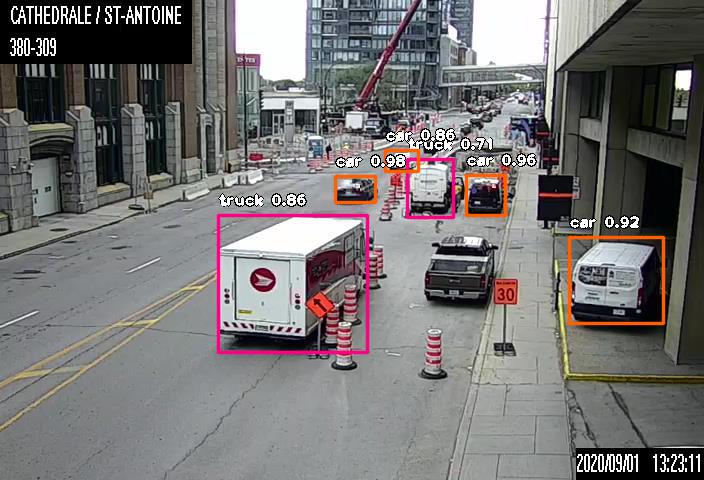 CATHEDRALE / ST-ANTOINE
380-309
car 0.86
truck 0.71
car 0.98
car 0.96
truck 0.86
car 0.92
30
2020/09/01 13:23:11